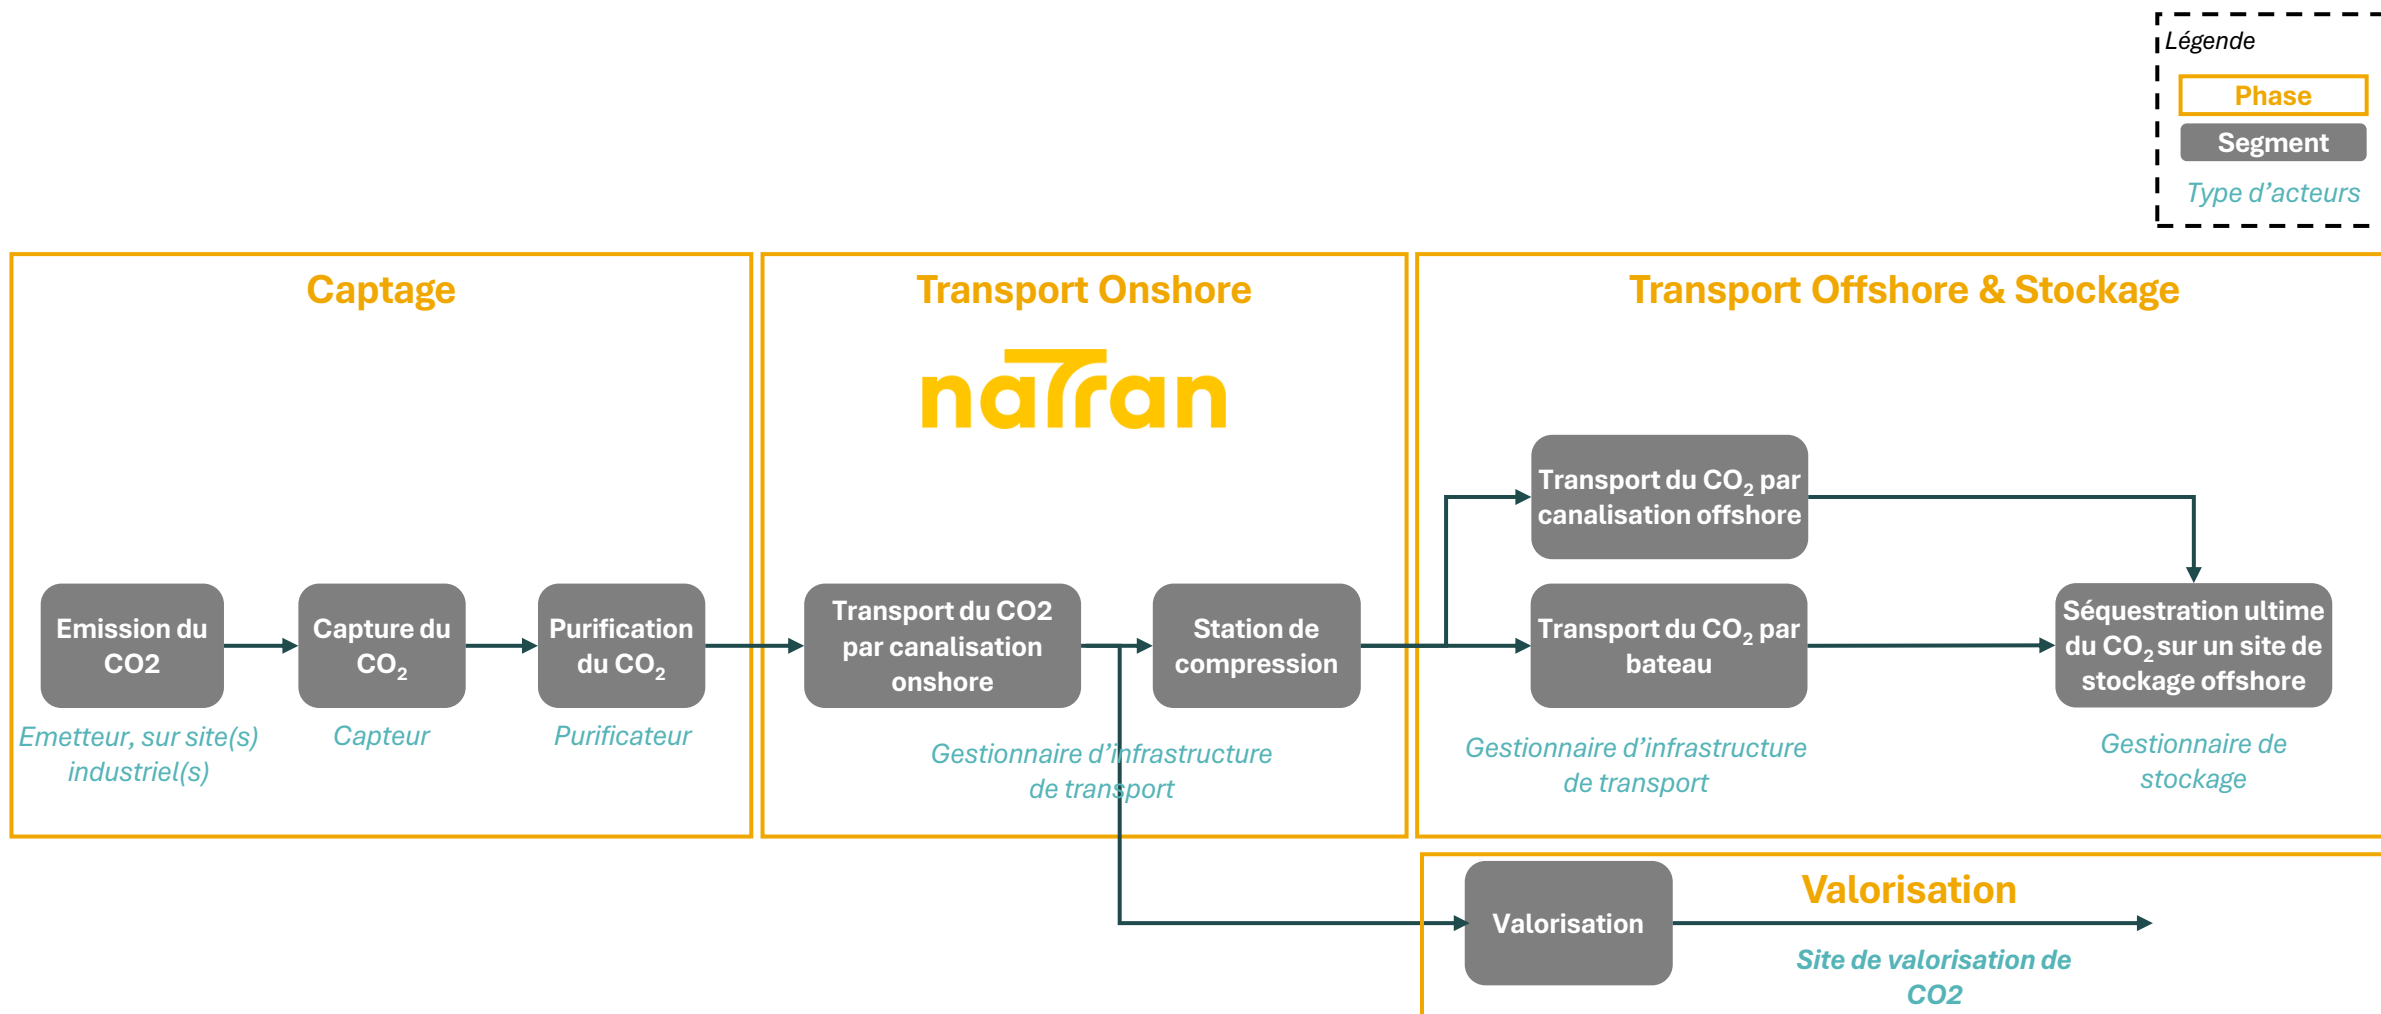 Légende
Phase
Segment
Type d’acteurs
Captage
Emission du
CO2
Emetteur, sur site(s)
industriel(s)
Capture du
CO₂
Capteur
Purification
du CO₂
Purificateur
Transport Onshore
naTran
Transport du CO2
par canalisation
onshore
Station de
compression
Gestionnaire d’infrastructure
de transport
Transport Offshore & Stockage
Transport du CO₂ par
canalisation offshore
Transport du CO₂ par
bateau
Gestionnaire d’infrastructure
de transport
Séquestration ultime
du CO₂ sur un site de
stockage offshore
Gestionnaire de
stockage
Valorisation
Valorisation
Site de valorisation de
CO2